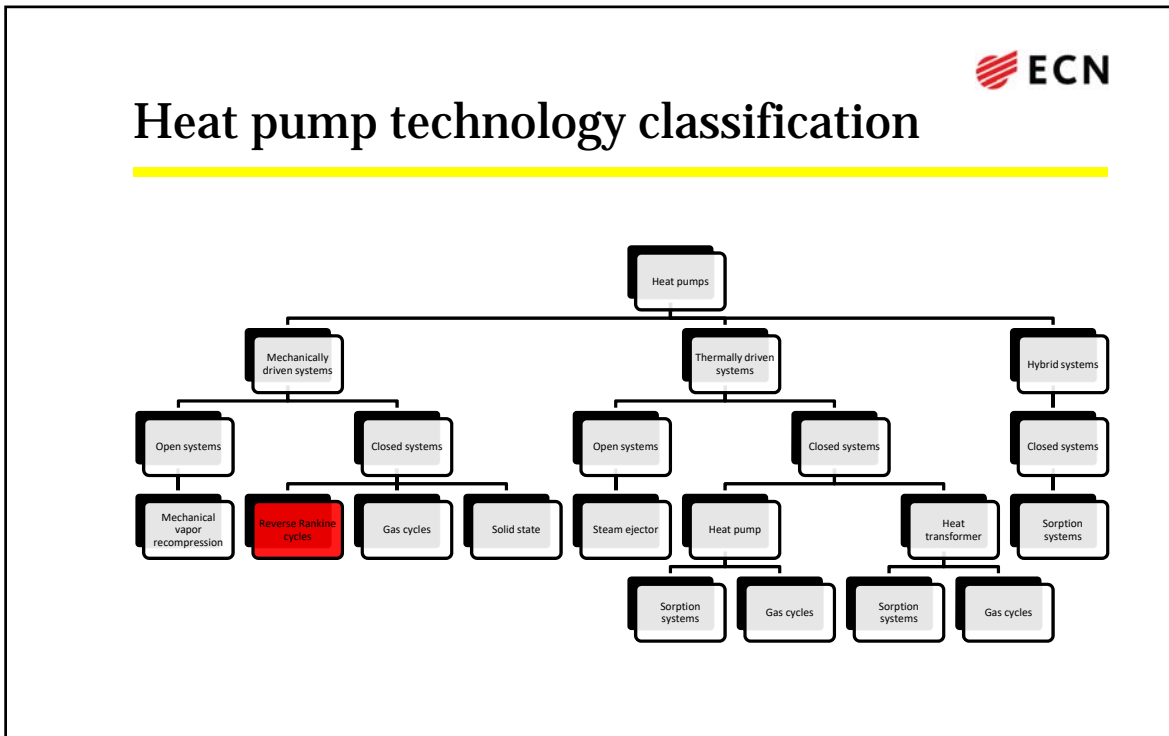 ECN
Heat pump technology classification
Heat pumps
Mechanically
driven systems
Thermally driven
systems
Hybrid systems
Open systems
Closed systems
Open systems
Closed systems
Closed systems
Mechanical
vapor
recompression
Reverse Rankine
cycles
Gas cycles
Solid state
Steam ejector
Heat pump
Heat
transformer
Sorption
systems
Sorption
systems
Gas cycles
Sorption
systems
Gas cycles